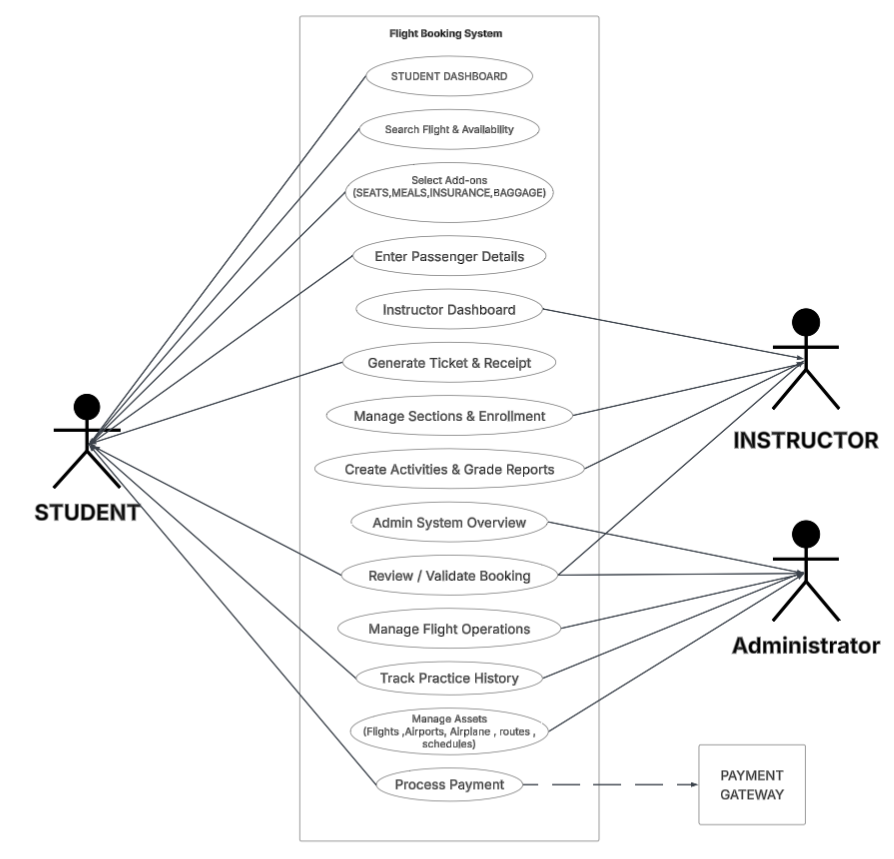 Flight Booking System
STUDENT DASHBOARD
Search Flight & Availability
Select Add-ons
(SEATS,MEALS,INSURANCE,BAGGAGE)
Enter Passenger Details
Instructor Dashboard
Generate Ticket & Receipt
Manage Sections & Enrollment
Create Activities & Grade Reports
Admin System Overview
Review / Validate Booking
Manage Flight Operations
Track Practice History
Manage Assets
(Flights ,Airports, Airplane , routes ,
schedules)
Process Payment
STUDENT
INSTRUCTOR
Administrator
PAYMENT
GATEWAY